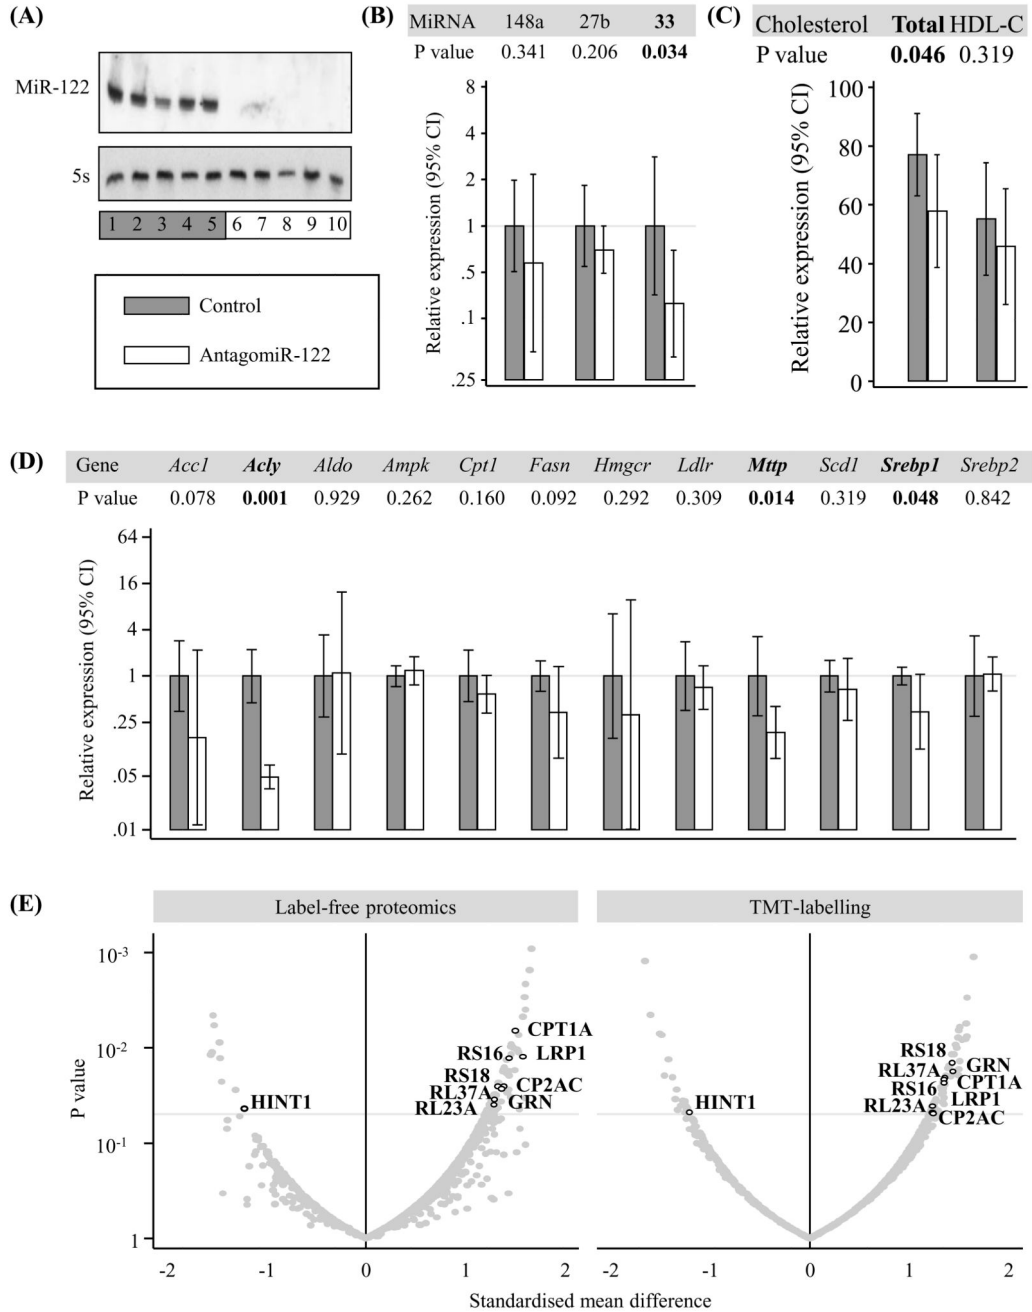 (A)
MiR-122
5s
1 2 3 4 5 6 7 8 9 10
Control
AntagomiR-122
(B)
MiRNA 148a 27b 33
P value 0.341 0.206 0.034
Relative expression (95% CI)
8
4
2
1
.5
.1
.25
(C)
Cholesterol Total HDL-C
P value 0.046 0.319
Relative expression (95% CI)
100
80
60
40
20
0
(D)
Gene Acc1 Acly Aldo Ampk Cpt1 Fasn Hmgcr Ldlr Mttp Scd1 Srebp1 Srebp2
P value 0.078 0.001 0.929 0.262 0.160 0.092 0.292 0.309 0.014 0.319 0.048 0.842
Relative expression (95% CI)
64
16
4
1
.25
.05
.01
(E)
Label-free proteomics
TMT-labelling
P value
10-3
10-2
10-1
1
CPT1A
RS16 LRP1
RS18 CP2AC
RL37A GRN
RL23A
HINT1
-1 0 1 2
RS18 GRN
RL37A CPT1A
RS16 LRP1
RL23A CP2AC
HINT1
-2 -1 0 1 2
Standardised mean difference